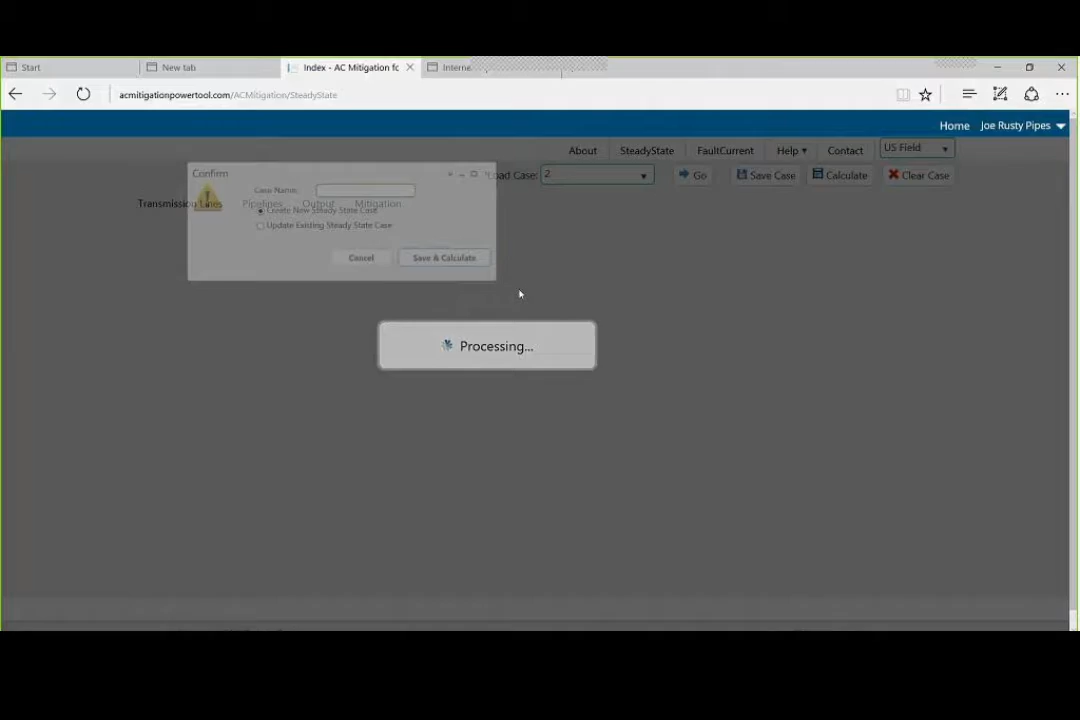 Start
New tab
Index - AC Mitigation fo
Interne
acmitigationpowertool.com/ACMitigation/SteadyState
Home Joe Rusty Pipes
About SteadyState FaultCurrent Help Contact US Field
Load Case: 2 Go Save Case Calculate Clear Case
Confirm
Case Name:
Transmission Lines Pipelines Output Mitigation
Create New Steady State Case
Update Existing Steady State Case
Cancel Save & Calculate
Processing...